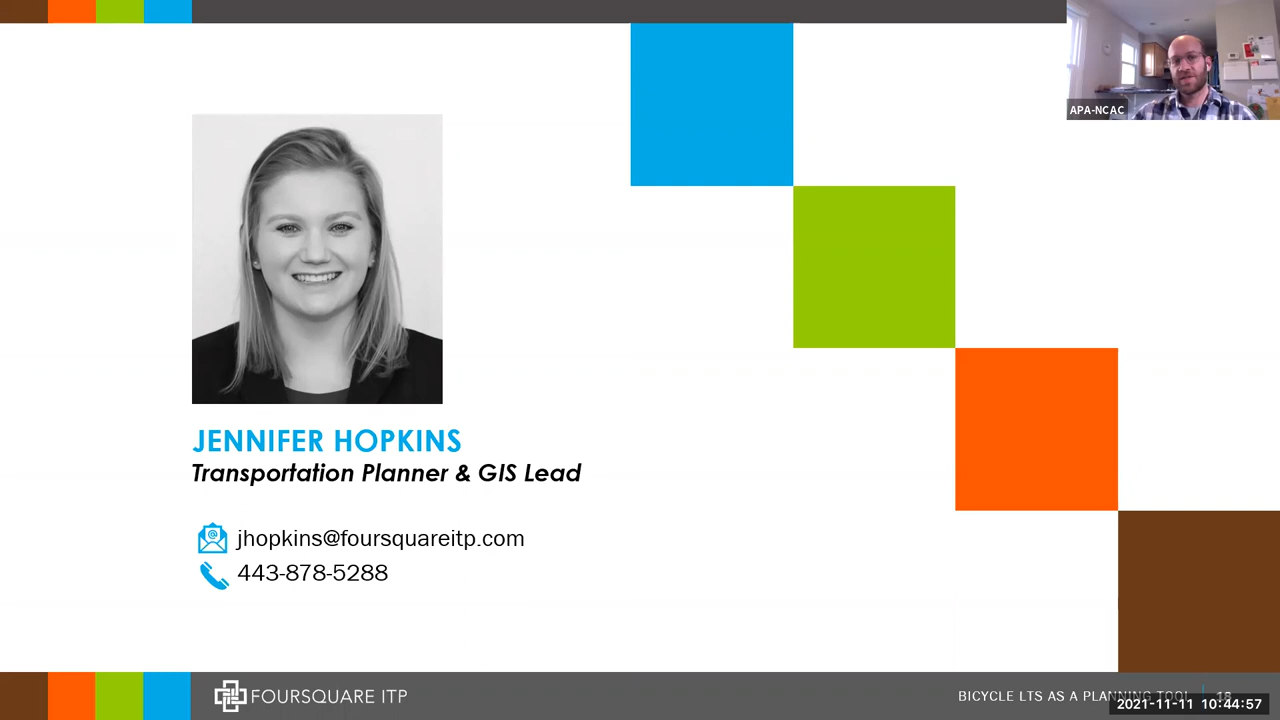 APA-NCAC
JENNIFER HOPKINS
Transportation Planner & GIS Lead
jhopkins@foursquareitp.com
443-878-5288
FOURSQUARE ITP
BICYCLE LTS AS A PLANNING TOOL 18
2021-11-11 10:44:57